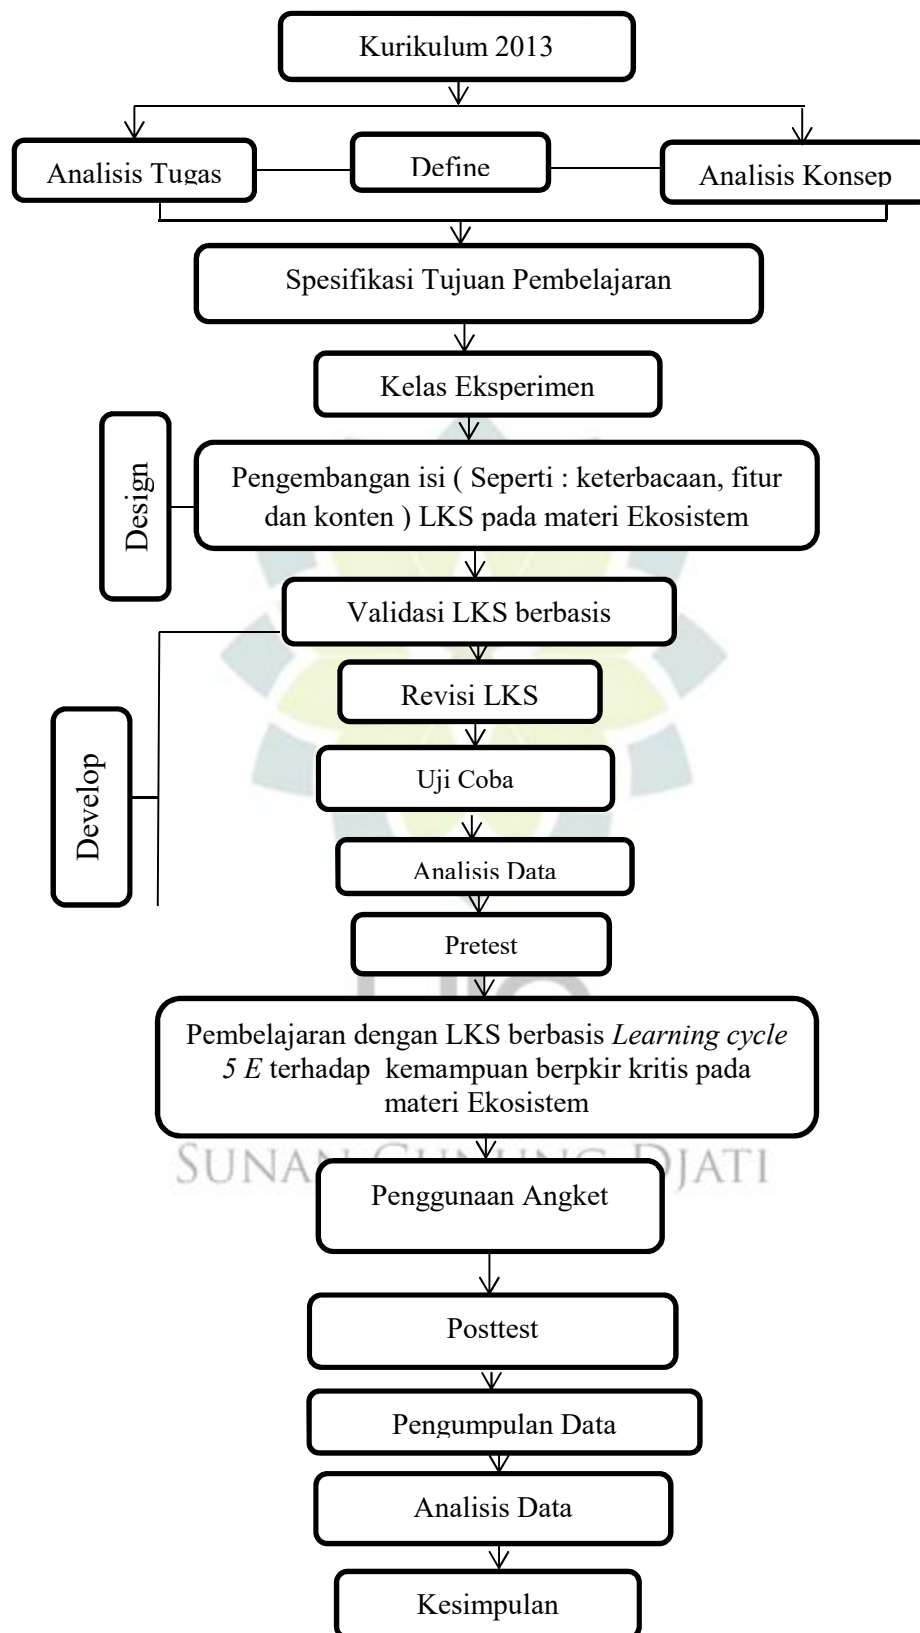 Kurikulum 2013
Analisis Tugas
Define
Analisis Konsep
Spesifikasi Tujuan Pembelajaran
Kelas Eksperimen
Design
Pengembangan isi ( Seperti : keterbacaan, fitur
dan konten ) LKS pada materi Ekosistem
Validasi LKS berbasis
Revisi LKS
Develop
Uji Coba
Analisis Data
Pretest
Pembelajaran dengan LKS berbasis Learning cycle
5 E terhadap kemampuan berpkir kritis pada
materi Ekosistem
SUNAN GUNUNG DJATI
Penggunaan Angket
Posttest
Pengumpulan Data
Analisis Data
Kesimpulan